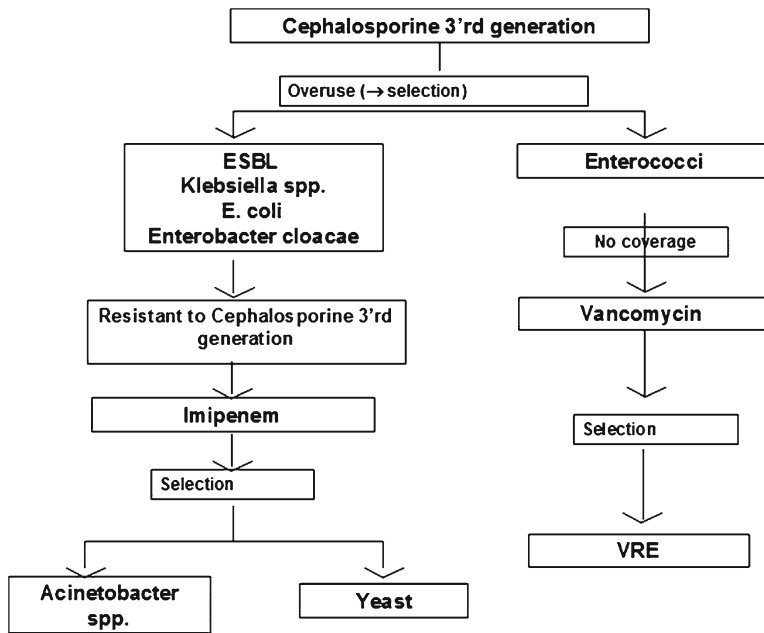 Cephalosporine 3'rd generation
Overuse (→ selection)
ESBL
Klebsiella spp.
E. coli
Enterobacter cloacae
Enterococci
No coverage
Resistant to Cephalosporine 3'rd
generation
Vancomycin
Imipenem
Selection
Selection
VRE
Acinetobacter
spp.
Yeast